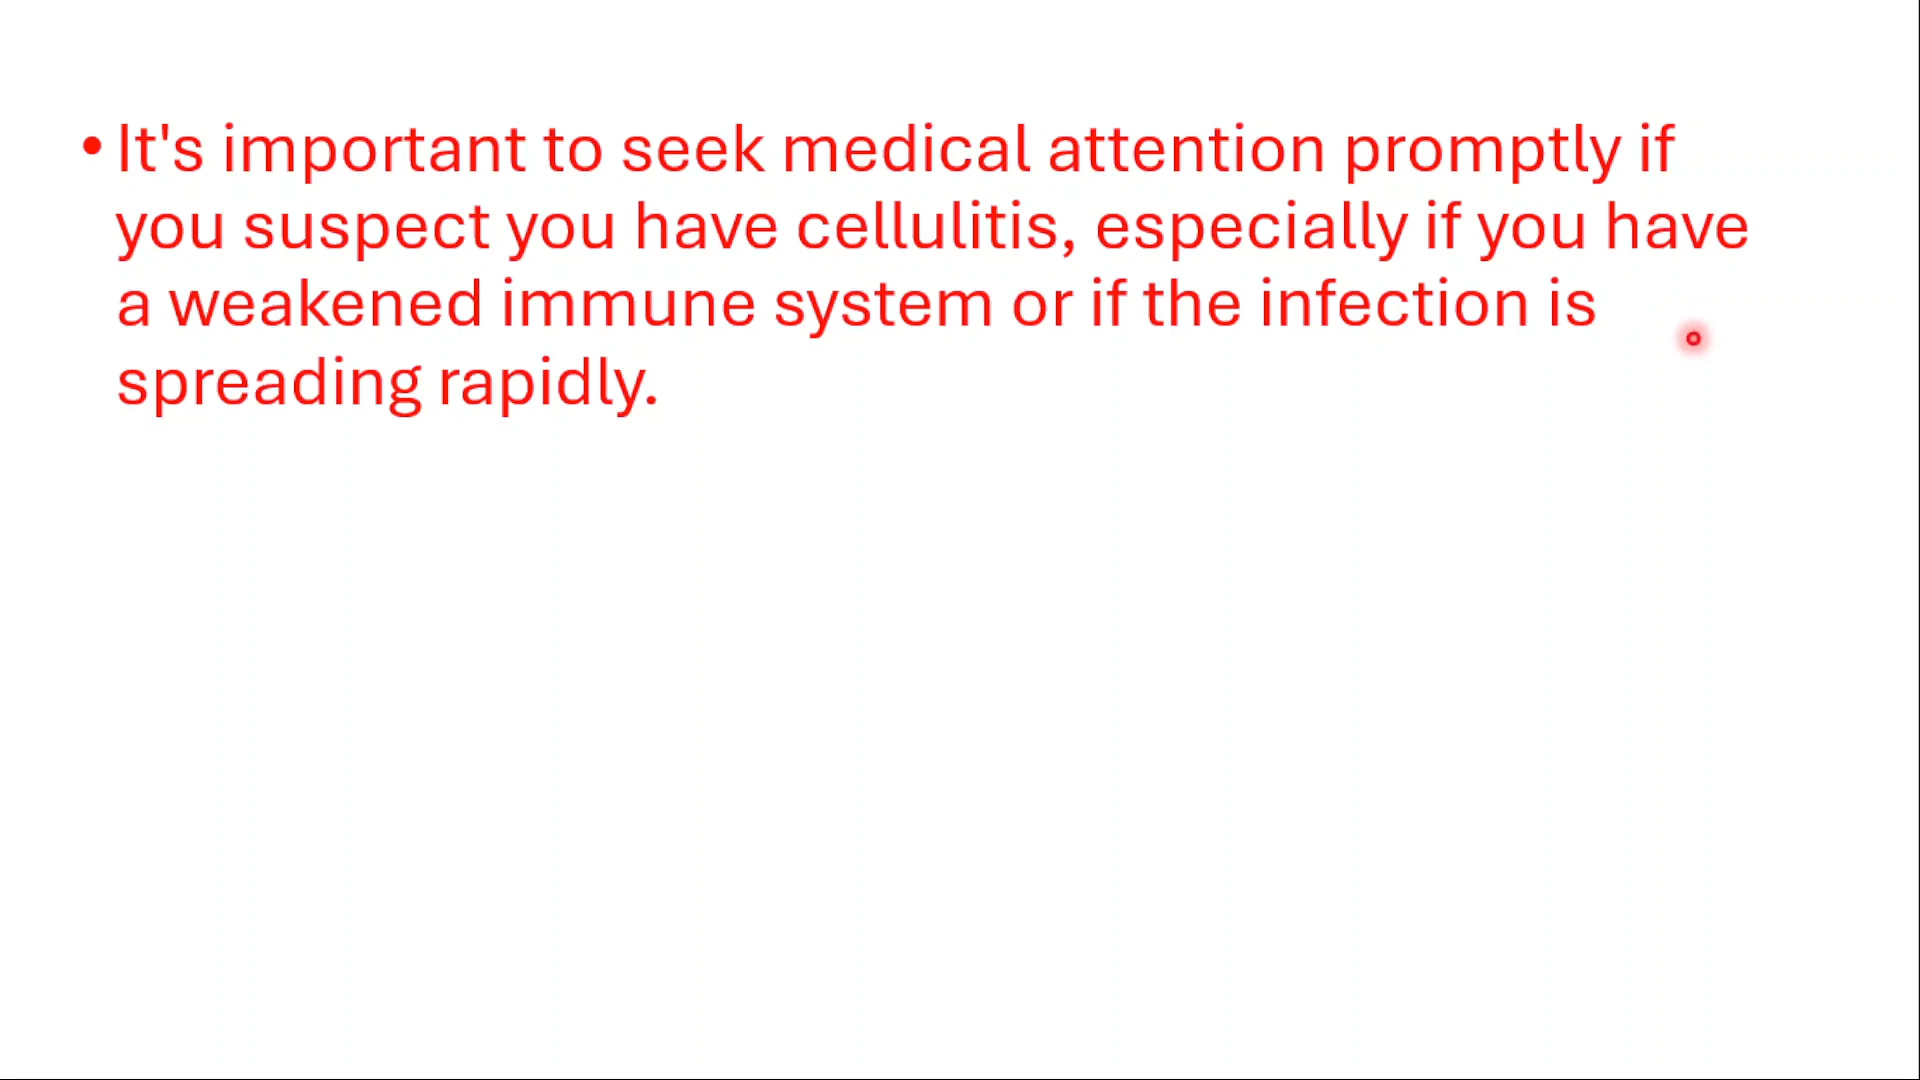 • It's important to seek medical attention promptly if
you suspect you have cellulitis, especially if you have
a weakened immune system or if the infection is
spreading rapidly.